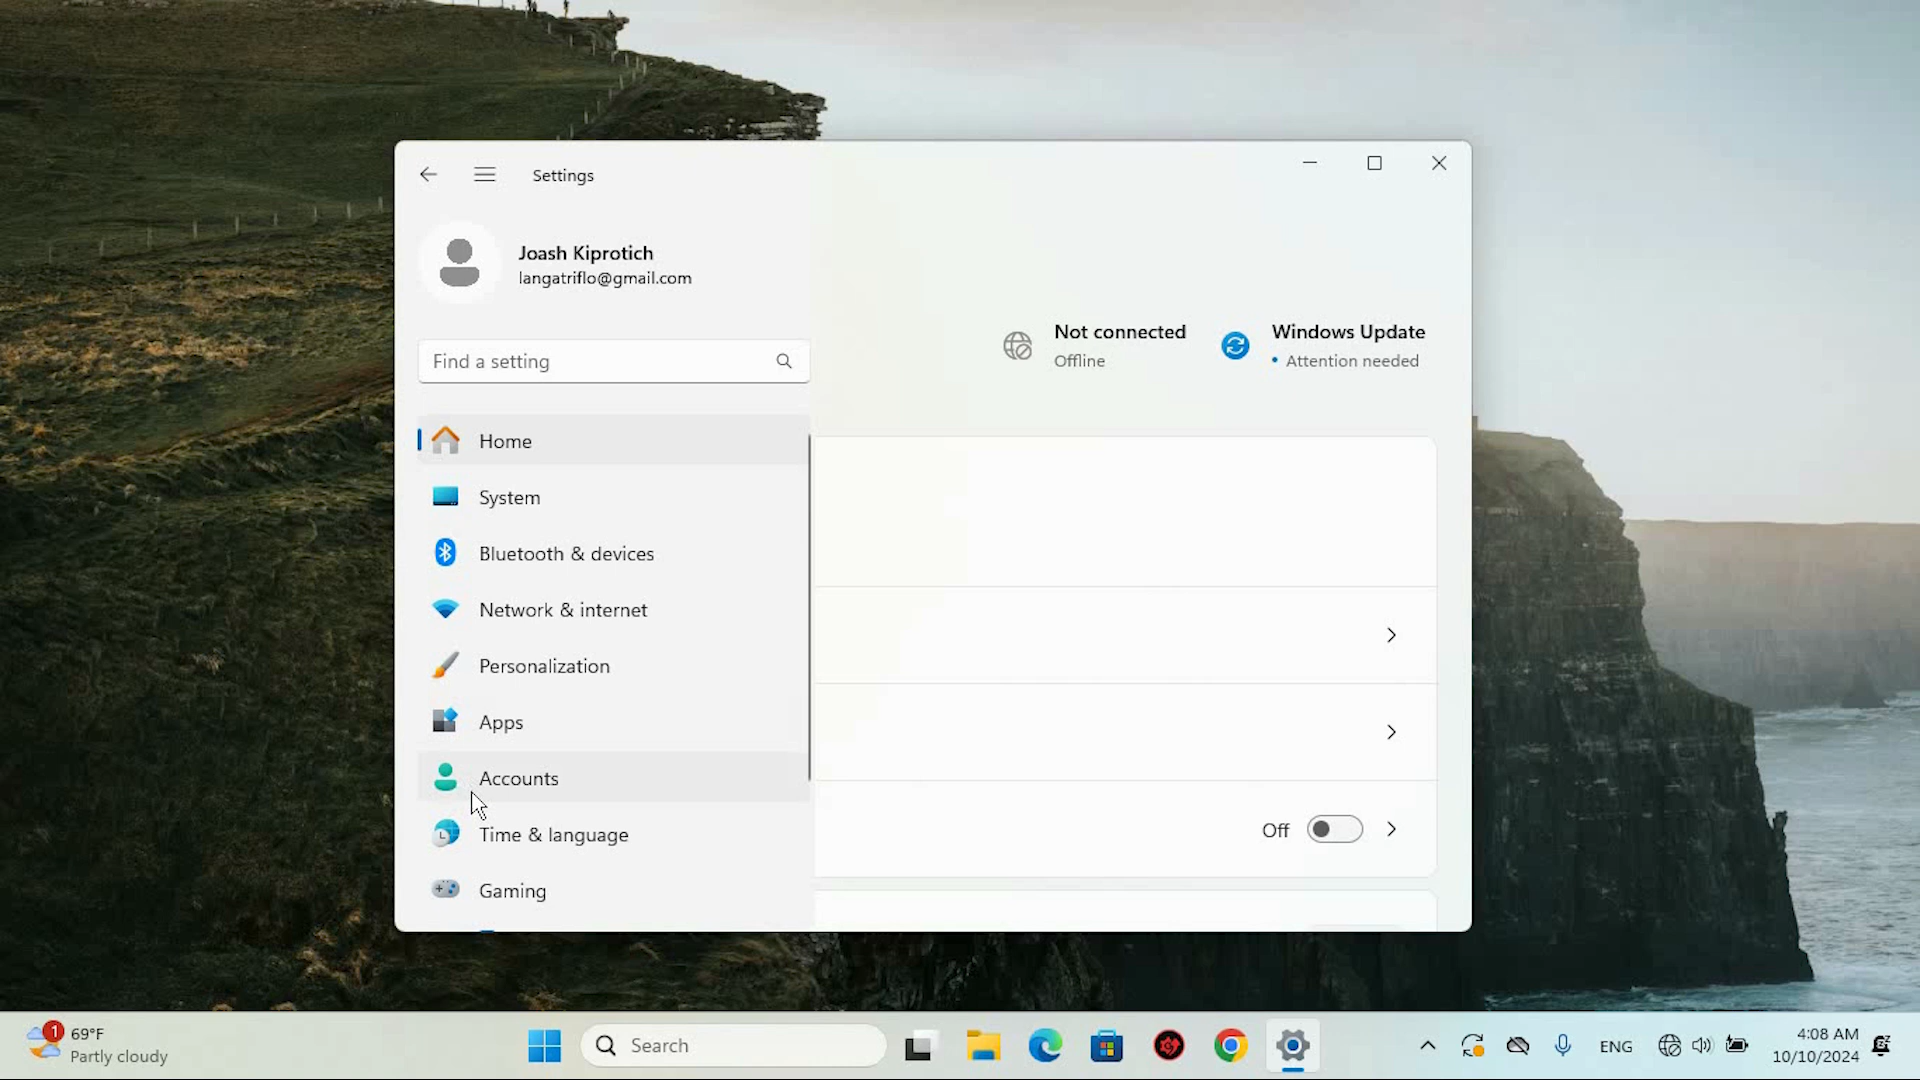 Settings
Joash Kiprotich
langatriflo@gmail.com
Find a setting
Not connected
Offline
Windows Update
• Attention needed
Home
System
Bluetooth & devices
Network & internet
Personalization
Apps
Accounts
Time & language
Gaming
Off
1
69°F
Partly cloudy
Search
ENG
4:08 AM
10/10/2024